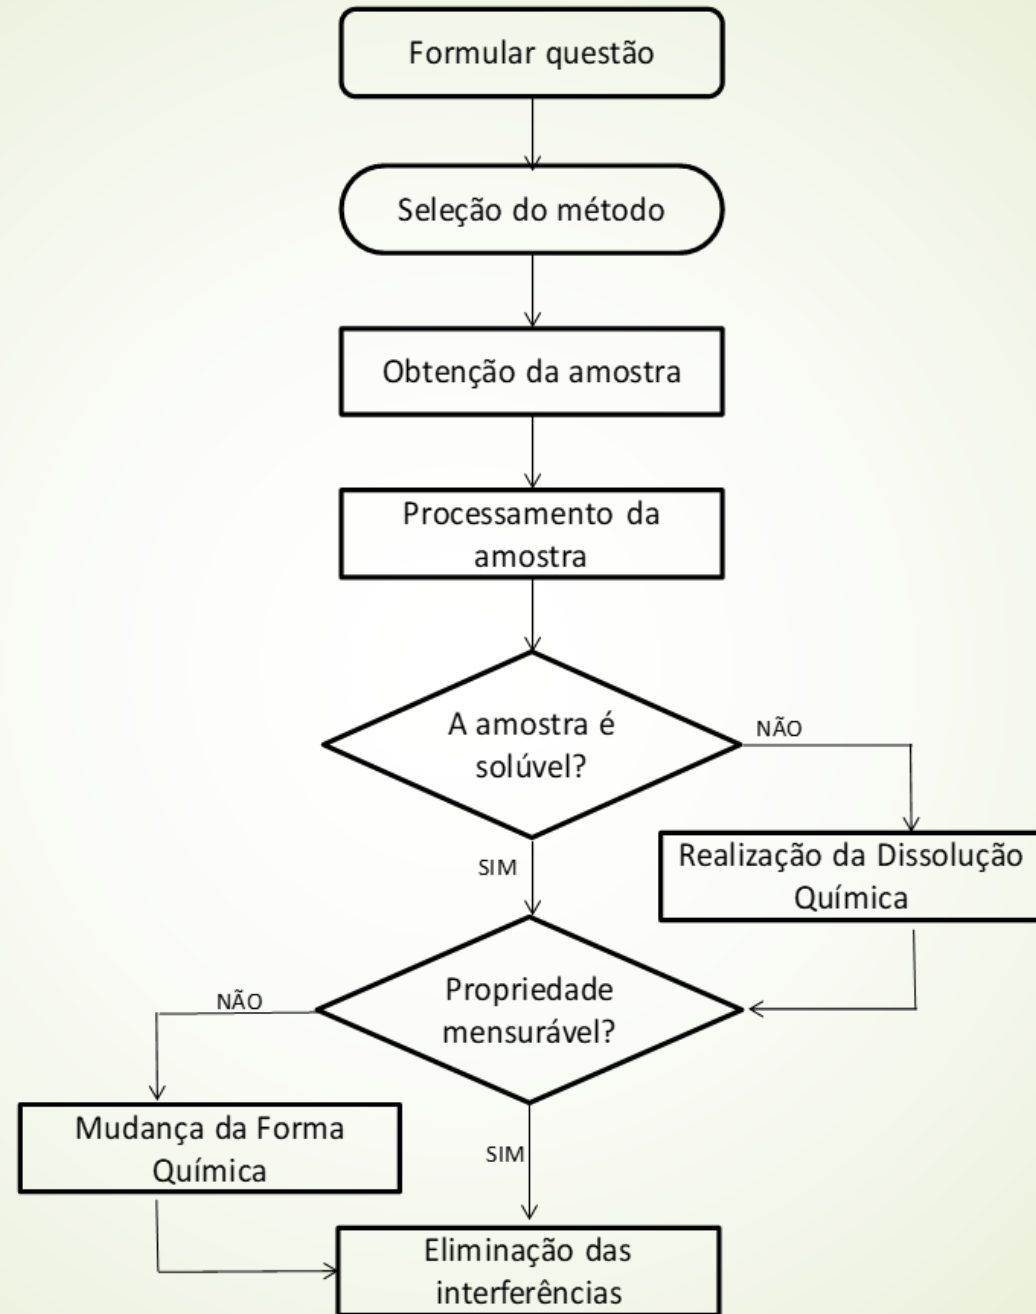 Formular questão
Seleção do método
Obtenção da amostra
Processamento da
amostra
A amostra é
solúvel?
NÃO
Realização da Dissolução
Química
SIM
Propriedade
mensurável?
NÃO
Mudança da Forma
Química
SIM
Eliminação das
interferências